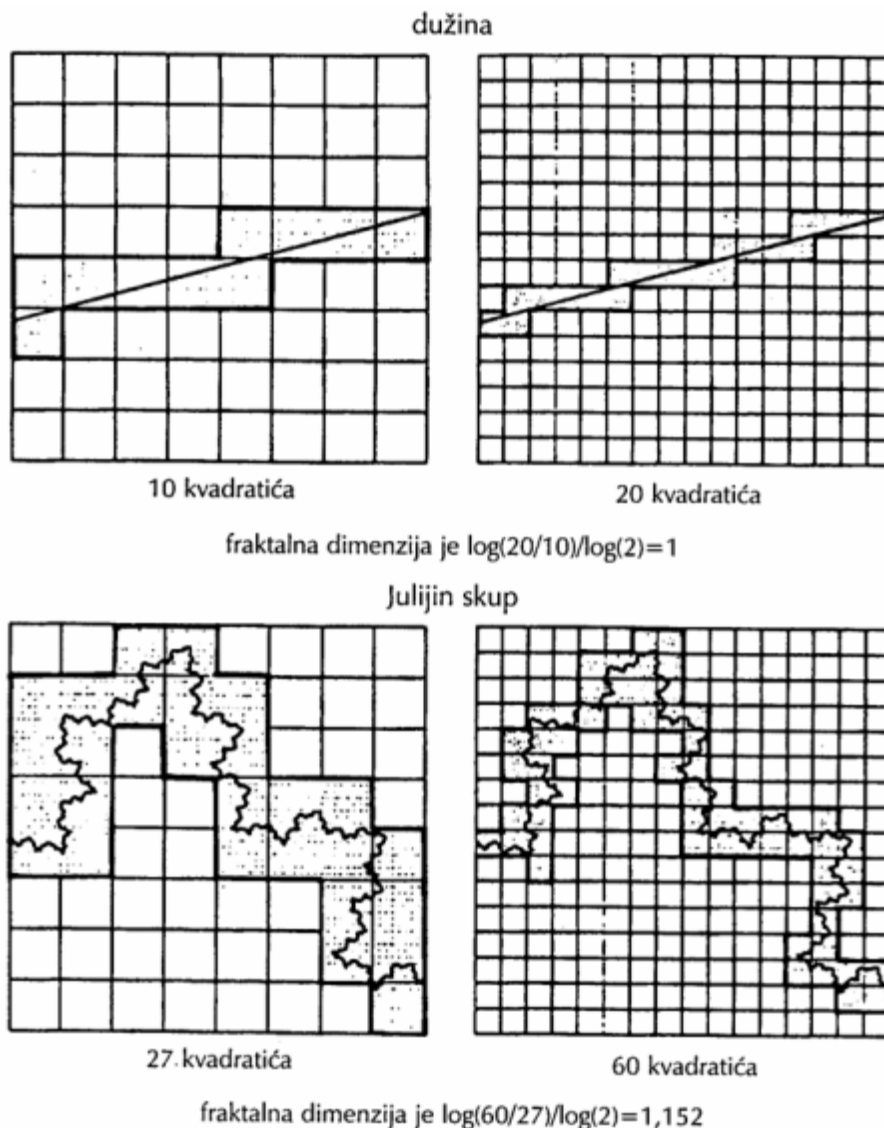 dužina
10 kvadratića
20 kvadratića
fraktalna dimenzija je log(20/10)/log(2)=1
Julijin skup
27 kvadratića
60 kvadratića
fraktalna dimenzija je log(60/27)/log(2)=1,152